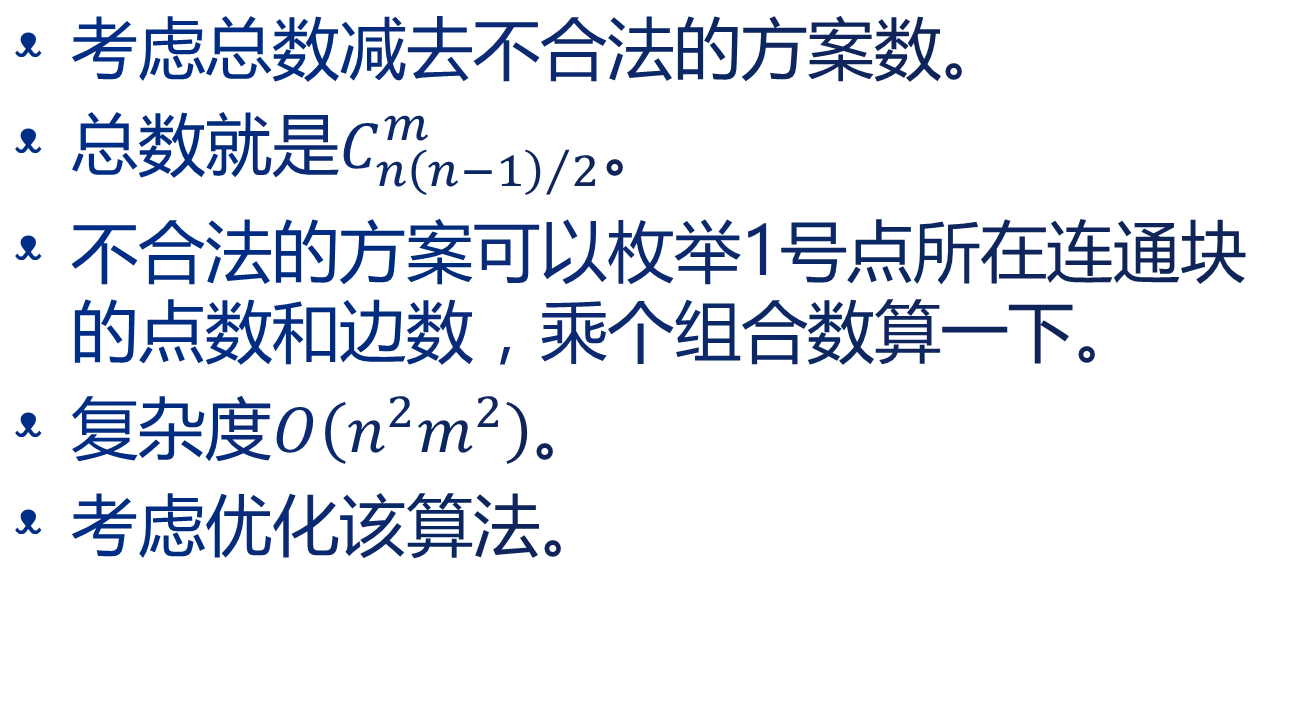 考虑总数减去不合法的方案数。
总数就是$C_{n(n-1)/2}^{m}$。
不合法的方案可以枚举1号点所在连通块
的点数和边数，乘个组合数算一下。
复杂度$O(n^2m^2)$。
考虑优化该算法。